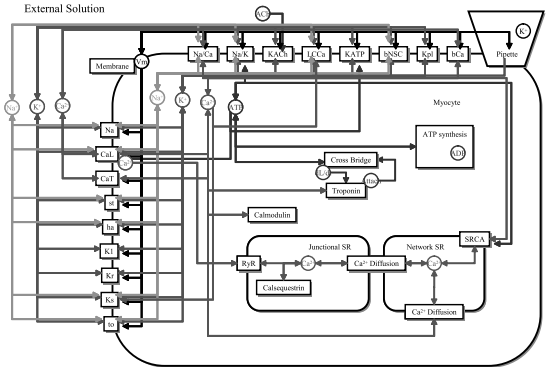 External Solution
ACh
K⁺
Na/Ca
Na/K
KACh
LCCa
KATP
bNSC
Kpl
bCa
Pipette
Membrane
Vm
Na⁺
K⁺
Ca²⁺
Na⁺
K⁺
Ca²⁺
ATP
Myocyte
Na
ATP synthesis
ADP
CaL
Ca²⁺
Cross Bridge
CaT
Troponin
st
Calmodulin
ha
SRCA
Junctional SR
Network SR
K1
RyR
Ca²⁺
Ca²⁺ Diffusion
Ca²⁺
Kr
Calsequestrin
Ks
Ca²⁺ Diffusion
to